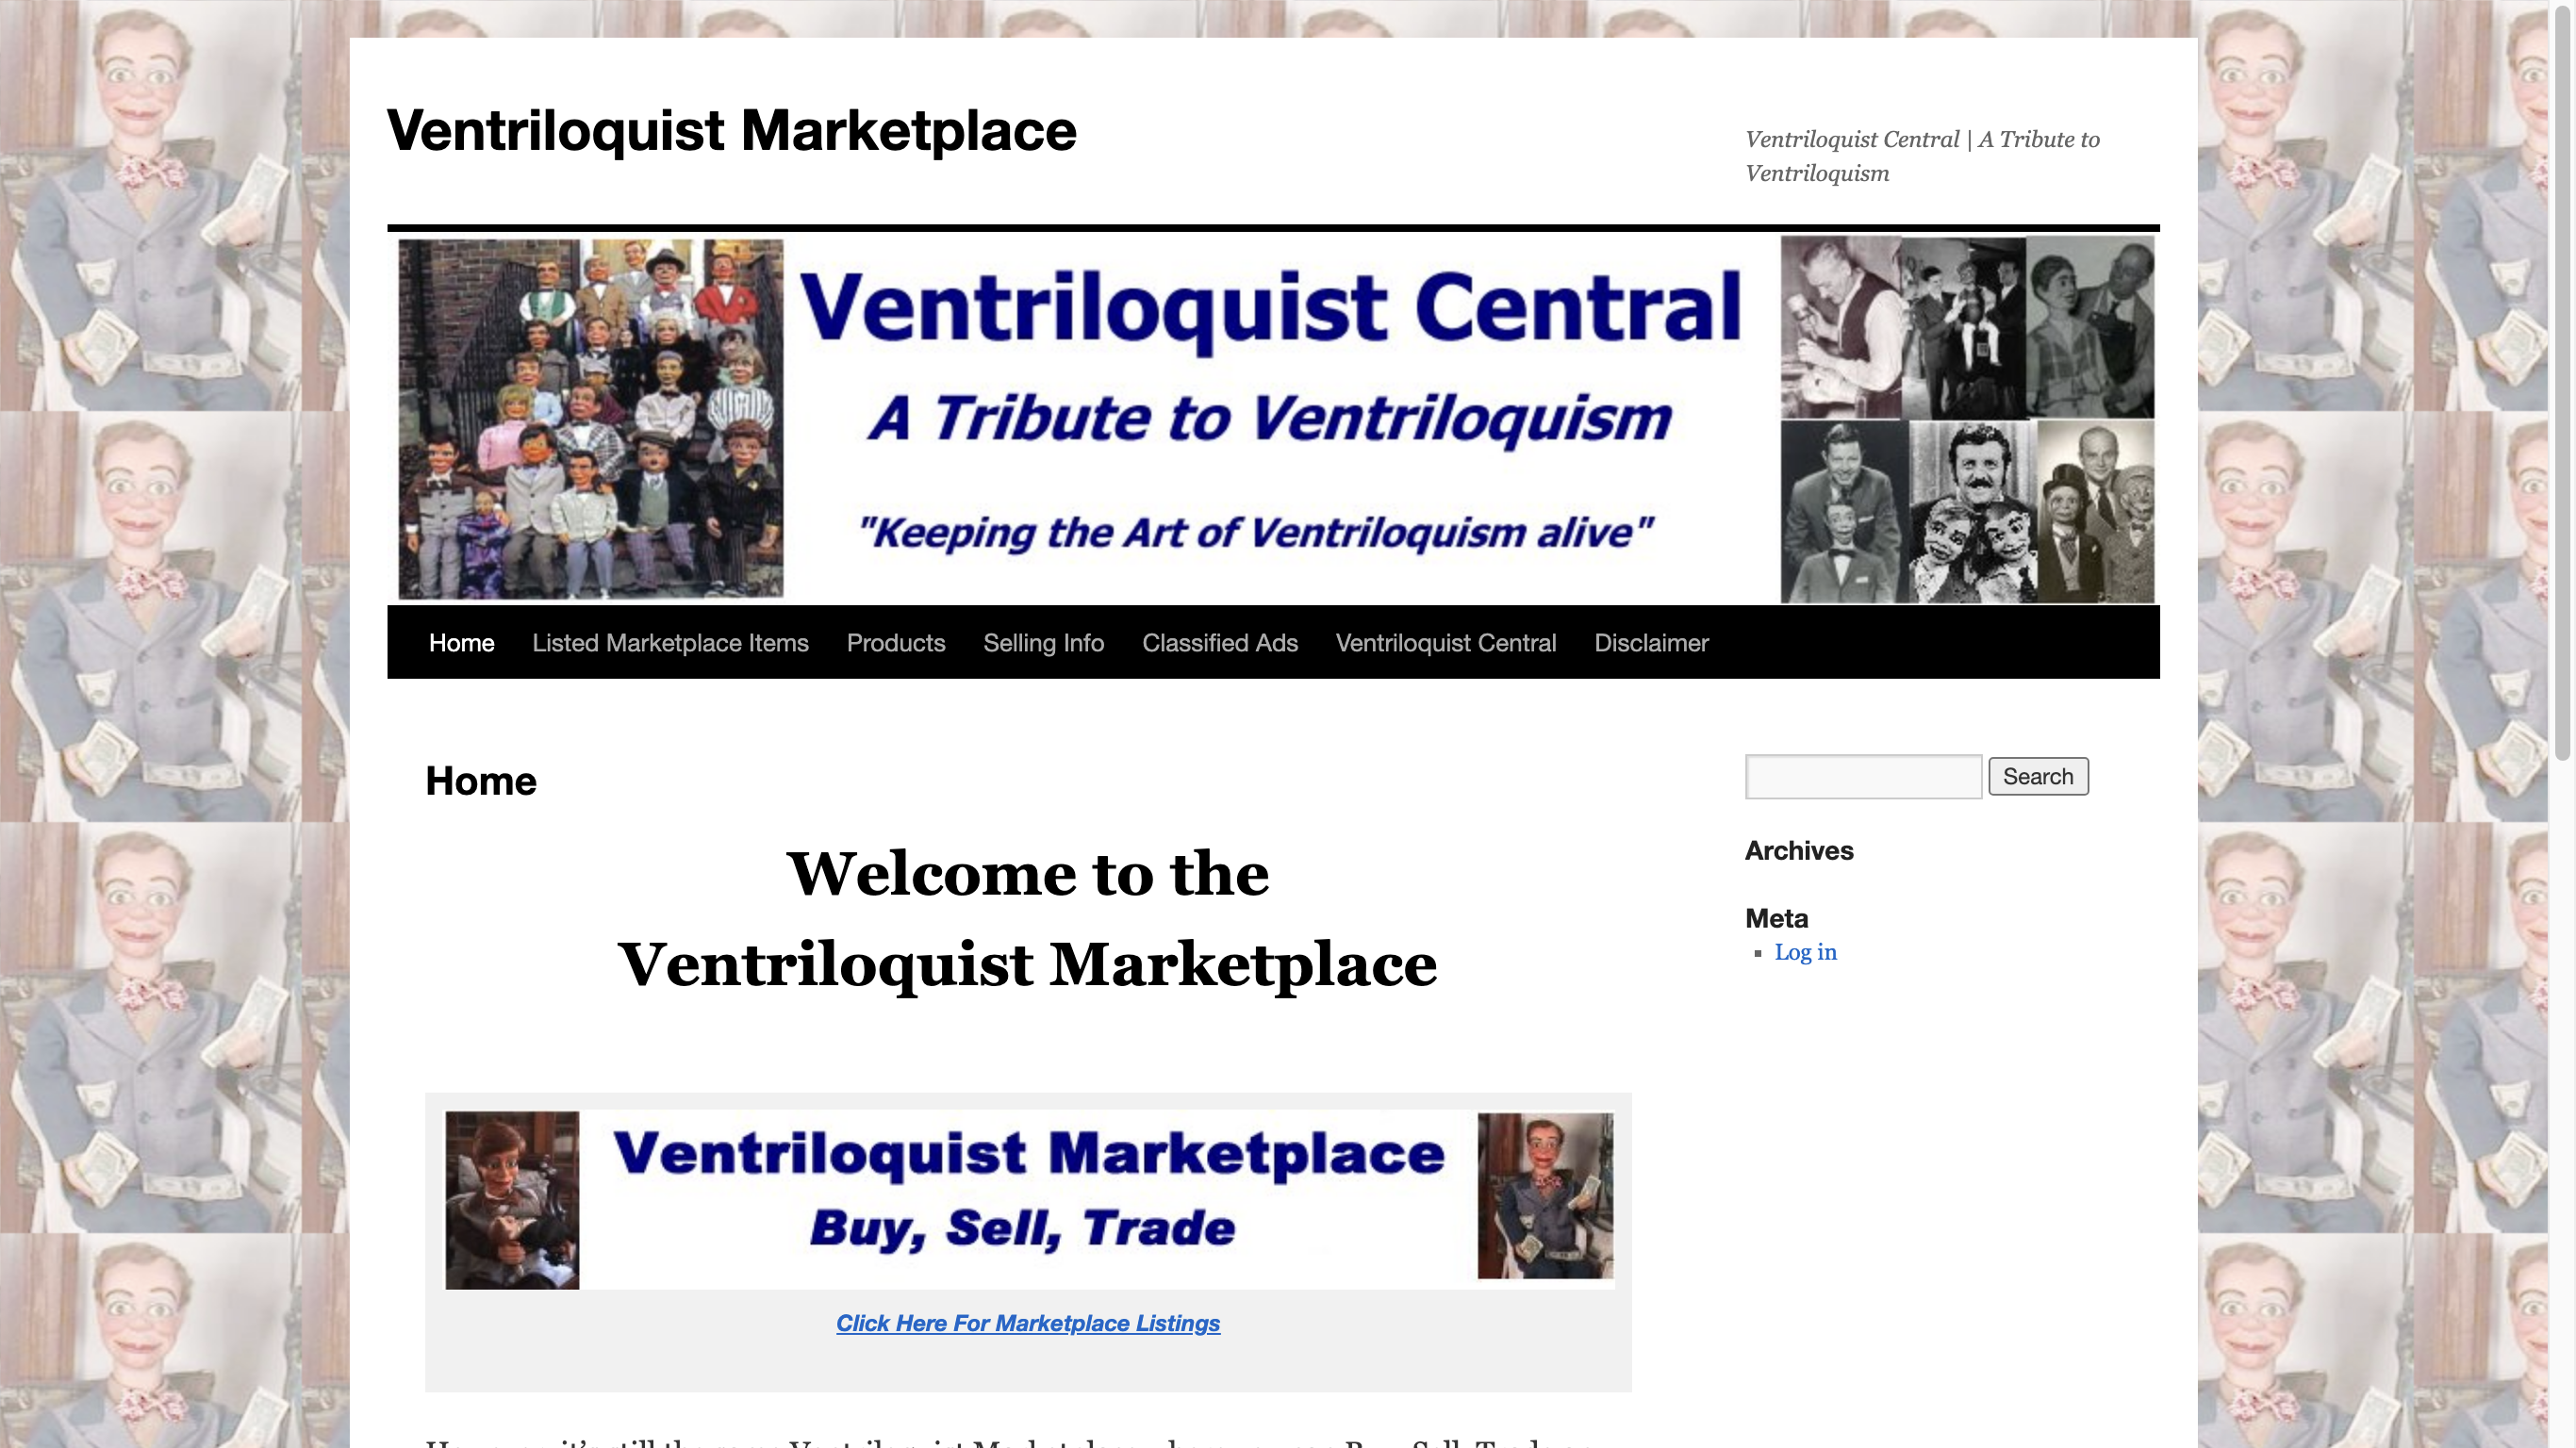 Ventriloquist Marketplace
Ventriloquist Central | A Tribute to
Ventriloquism
Ventriloquist Central
A Tribute to Ventriloquism
"Keeping the Art of Ventriloquism alive"
Home Listed Marketplace Items Products Selling Info Classified Ads Ventriloquist Central Disclaimer
Home
Search
Welcome to the
Ventriloquist Marketplace
Archives
Meta
Log in
Ventriloquist Marketplace
Buy, Sell, Trade
Click Here For Marketplace Listings